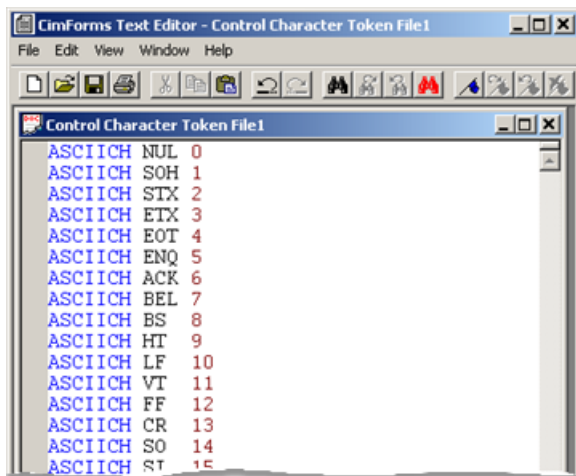 CimForms Text Editor - Control Character Token File1
File Edit View Window Help
Control Character Token File1
ASCIICH NUL 0
ASCIICH SOH 1
ASCIICH STX 2
ASCIICH ETX 3
ASCIICH EOT 4
ASCIICH ENQ 5
ASCIICH ACK 6
ASCIICH BEL 7
ASCIICH BS 8
ASCIICH HT 9
ASCIICH LF 10
ASCIICH VT 11
ASCIICH FF 12
ASCIICH CR 13
ASCIICH SO 14
ASCIICH SI 15